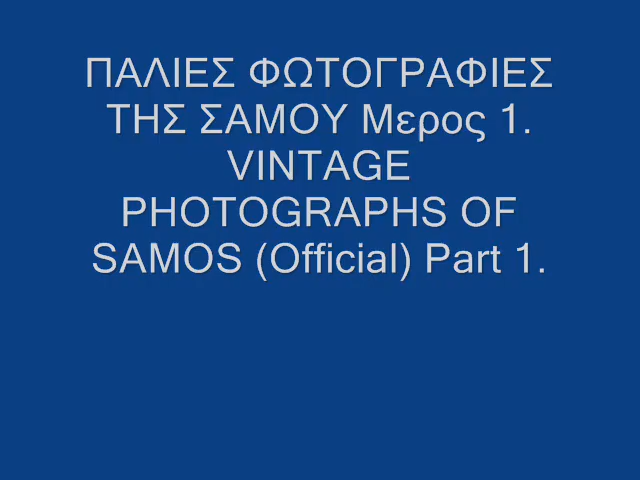 ΠΑΛΙΕΣ ΦΩΤΟΓΡΑΦΙΕΣ
ΤΗΣ ΣΑΜΟΥ Μερος 1.
VINTAGE
PHOTOGRAPHS OF
SAMOS (Official) Part 1.